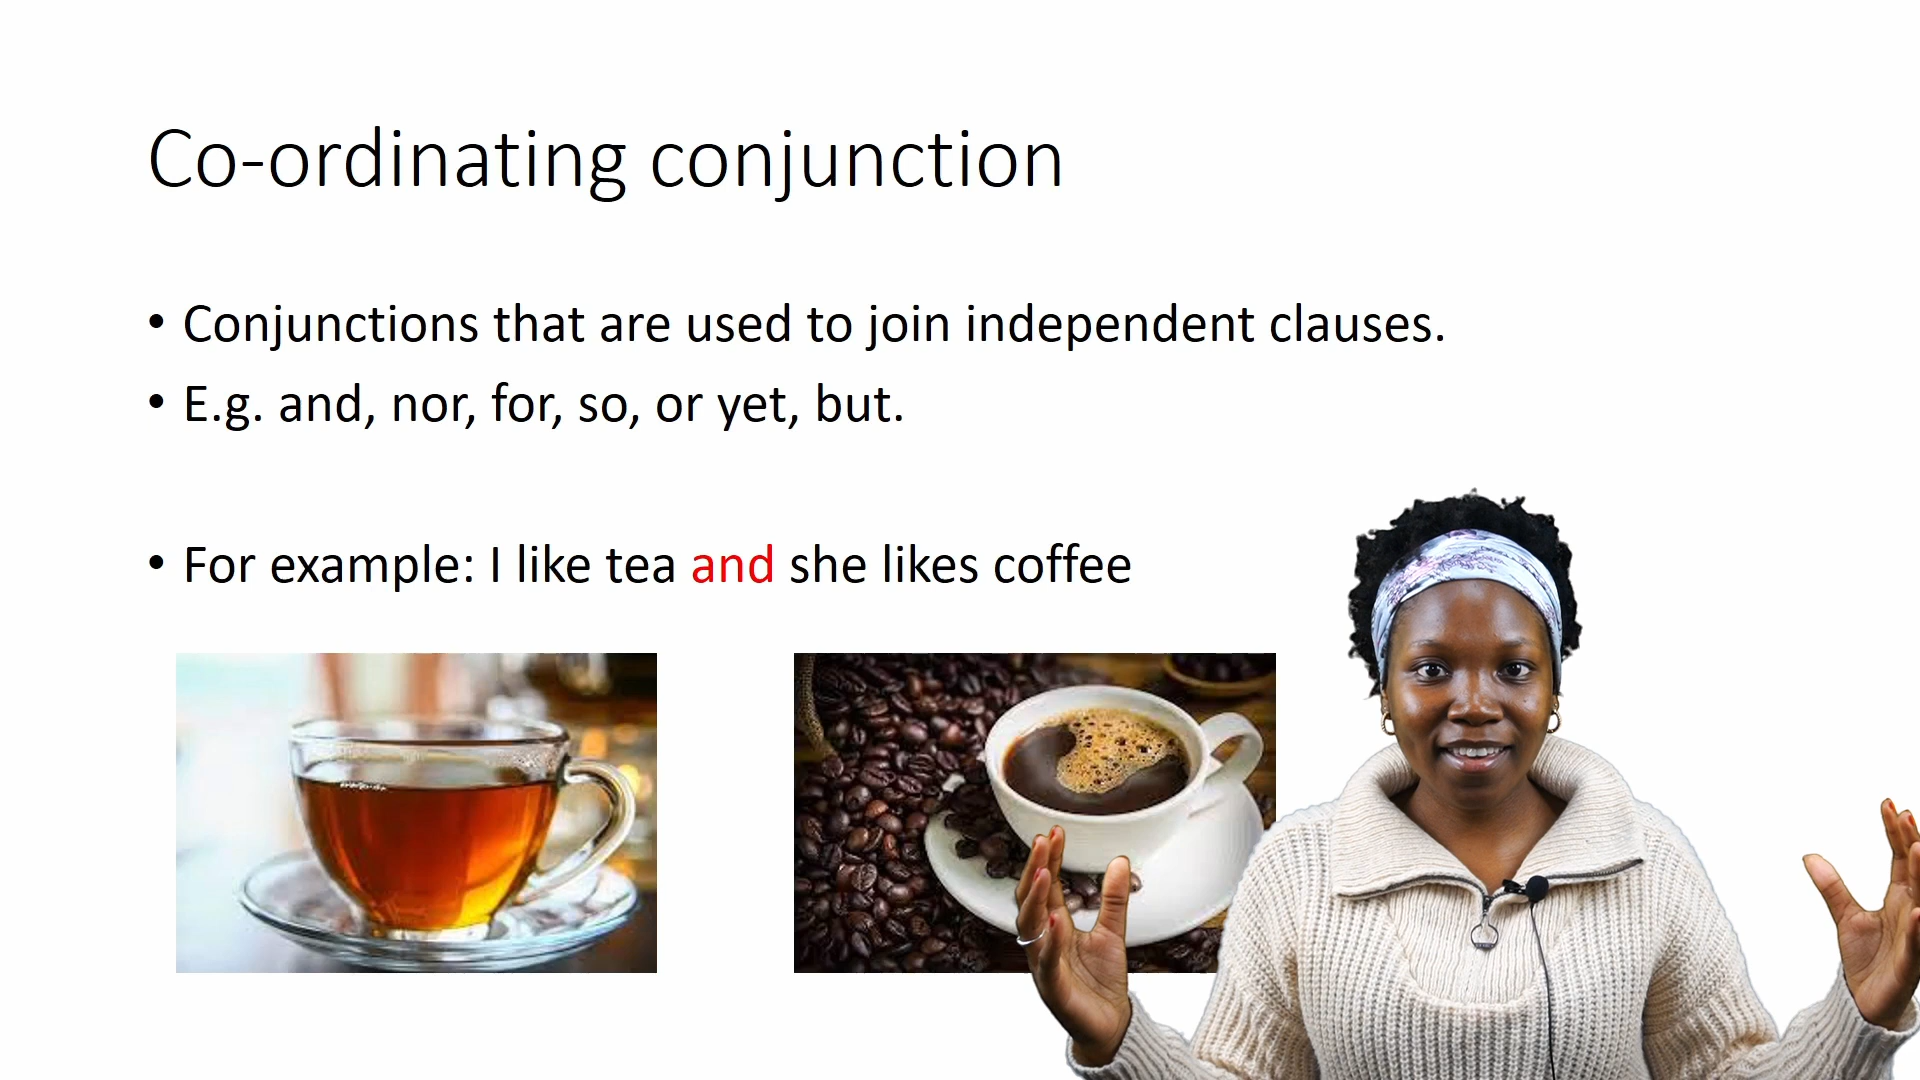 Co-ordinating conjunction
• Conjunctions that are used to join independent clauses.
• E.g. and, nor, for, so, or yet, but.
• For example: I like tea and she likes coffee